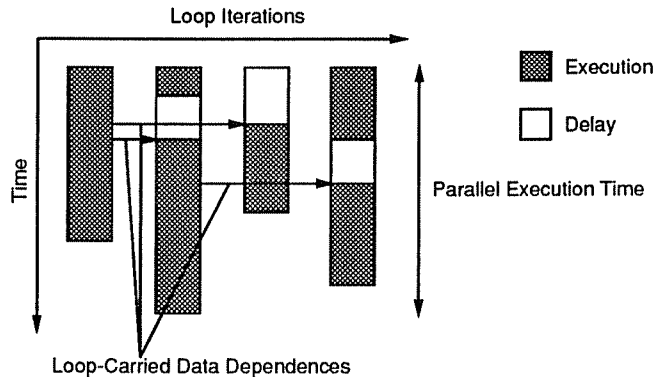 Loop Iterations
Execution
Delay
Time
Parallel Execution Time
Loop-Carried Data Dependences